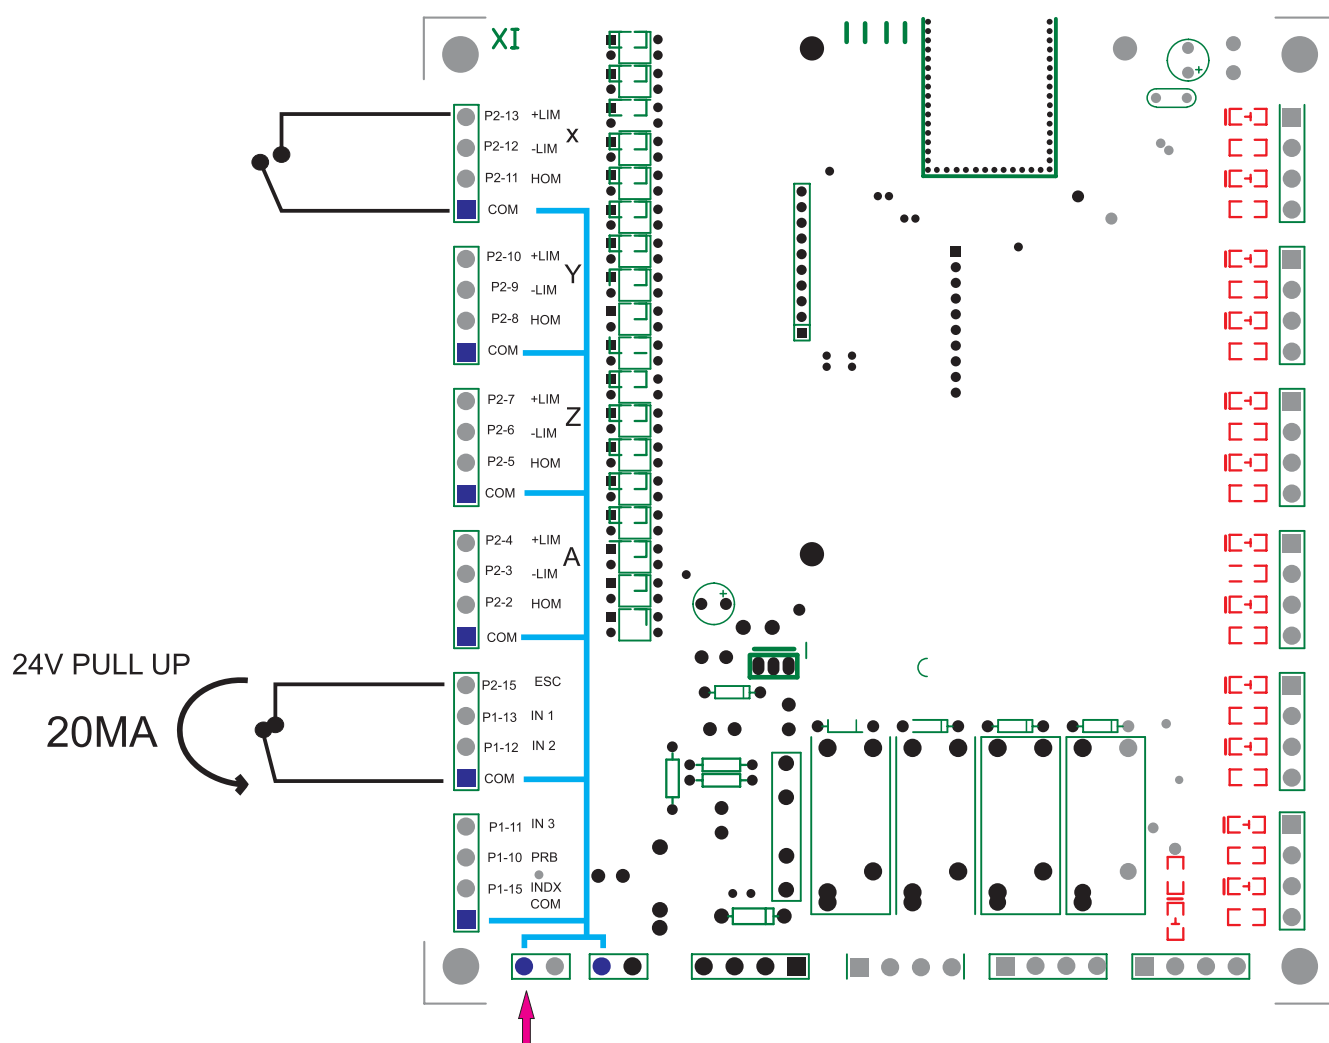 XI
P2-13 +LIM
X
P2-12 -LIM
P2-11 HOM
COM
P2-10 +LIM
Y
P2-9 -LIM
P2-8 HOM
COM
P2-7 +LIM
Z
P2-6 -LIM
P2-5 HOM
COM
P2-4 +LIM
A
P2-3 -LIM
P2-2 HOM
COM
24V PULL UP
20MA
P2-15 ESC
P1-13 IN 1
P1-12 IN 2
COM
P1-11 IN 3
P1-10 PRB
P1-15 INDX
COM